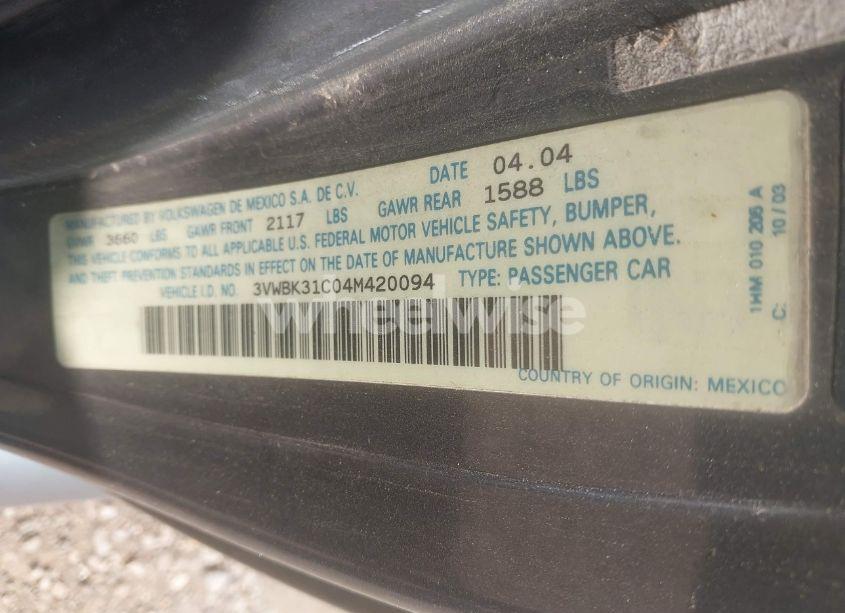 MANUFACTURED BY VOLKSWAGEN DE MEXICO S.A. DE C.V. DATE 04.04
GVWR 3660 LBS GAWR FRONT 2117 LBS GAWR REAR 1588 LBS
THIS VEHICLE CONFORMS TO ALL APPLICABLE U.S. FEDERAL MOTOR VEHICLE SAFETY, BUMPER,
AND THEFT PREVENTION STANDARDS IN EFFECT ON THE DATE OF MANUFACTURE SHOWN ABOVE.
VEHICLE I.D. NO. 3VWBK31C04M420094 TYPE: PASSENGER CAR
wheelwise
COUNTRY OF ORIGIN: MEXICO
1HM 010 206 A
C: 10/03